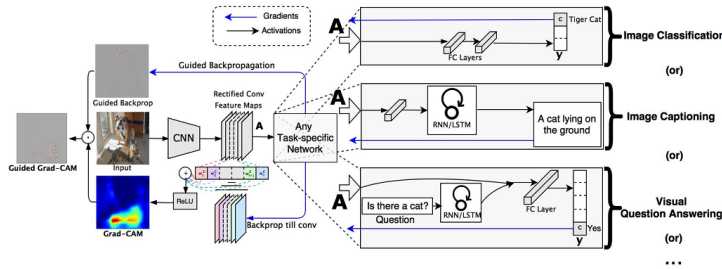 Gradients
Activations
Guided Backpropagation
Guided Backprop
Rectified Conv
Feature Maps
A
CNN
Input
Any
Task-specific
Network
Guided Grad-CAM
+
ReLU
Grad-CAM
Backprop till conv
A
FC Layers
c
Tiger Cat
y
Image Classification
(or)
A
RNN/LSTM
A cat lying on
the ground
Image Captioning
(or)
A
Is there a cat?
Question
RNN/LSTM
FC Layer
c
Yes
y
Visual
Question Answering
(or)
...